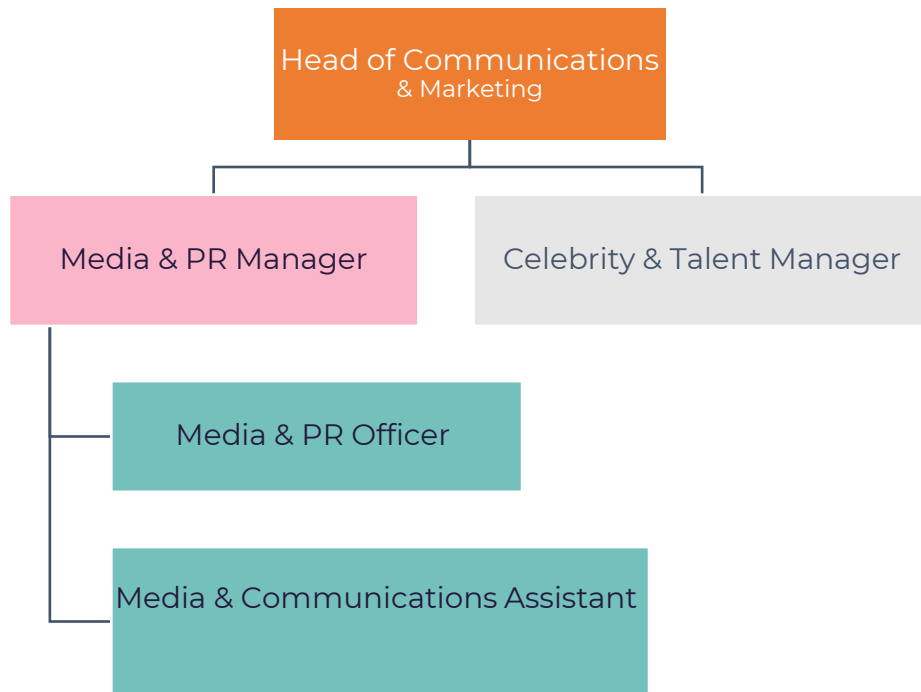 Head of Communications
& Marketing
Media & PR Manager
Celebrity & Talent Manager
Media & PR Officer
Media & Communications Assistant